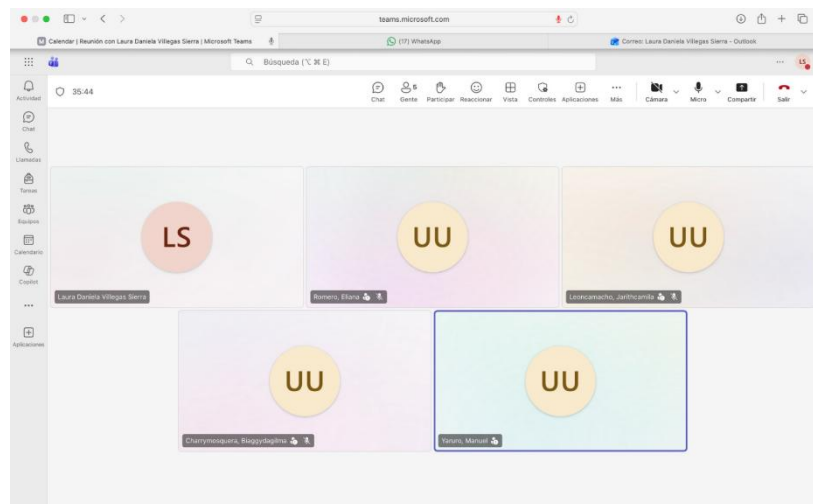 teams.microsoft.com
Calendar | Reunión con Laura Daniela Villegas Sierra | Microsoft Teams
(17) WhatsApp
Correo: Laura Daniela Villegas Sierra - Outlook
Búsqueda (⌥ ⌘ E)
LS
Actividad
Chat
Llamadas
Tareas
Equipos
Calendario
Copilot
Aplicaciones
35:44
5
Chat
Gente
Participar
Reaccionar
Vista
Controles
Aplicaciones
Más
Cámara
Micro
Compartir
Salir
LS
Laura Daniela Villegas Sierra
UU
Romero, Eliana
UU
Leoncamacho, Jarithcamila
UU
Charrymosquera, Biaggydagilma
UU
Yaruro, Manuel